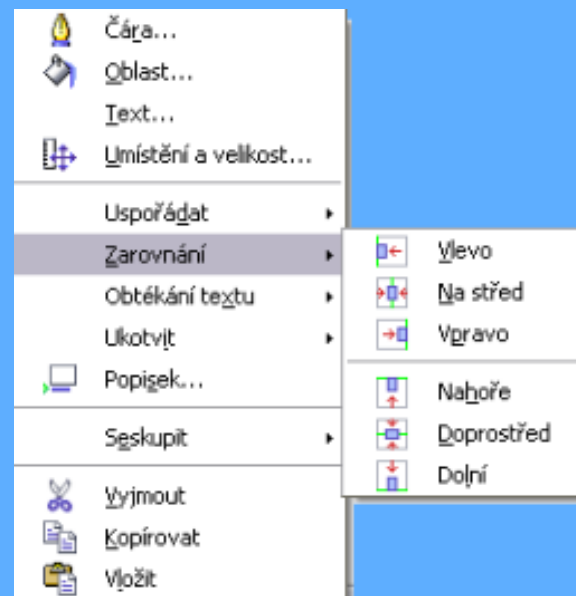 Čára...
Oblast...
Text...
Umístění a velikost...
Uspořádat
Zarovnání
Obtékání textu
Ukotvit
Popisek...
Seskupit
Vyjmout
Kopírovat
Vložit
Vlevo
Na střed
Vpravo
Nahoře
Doprostřed
Dolní